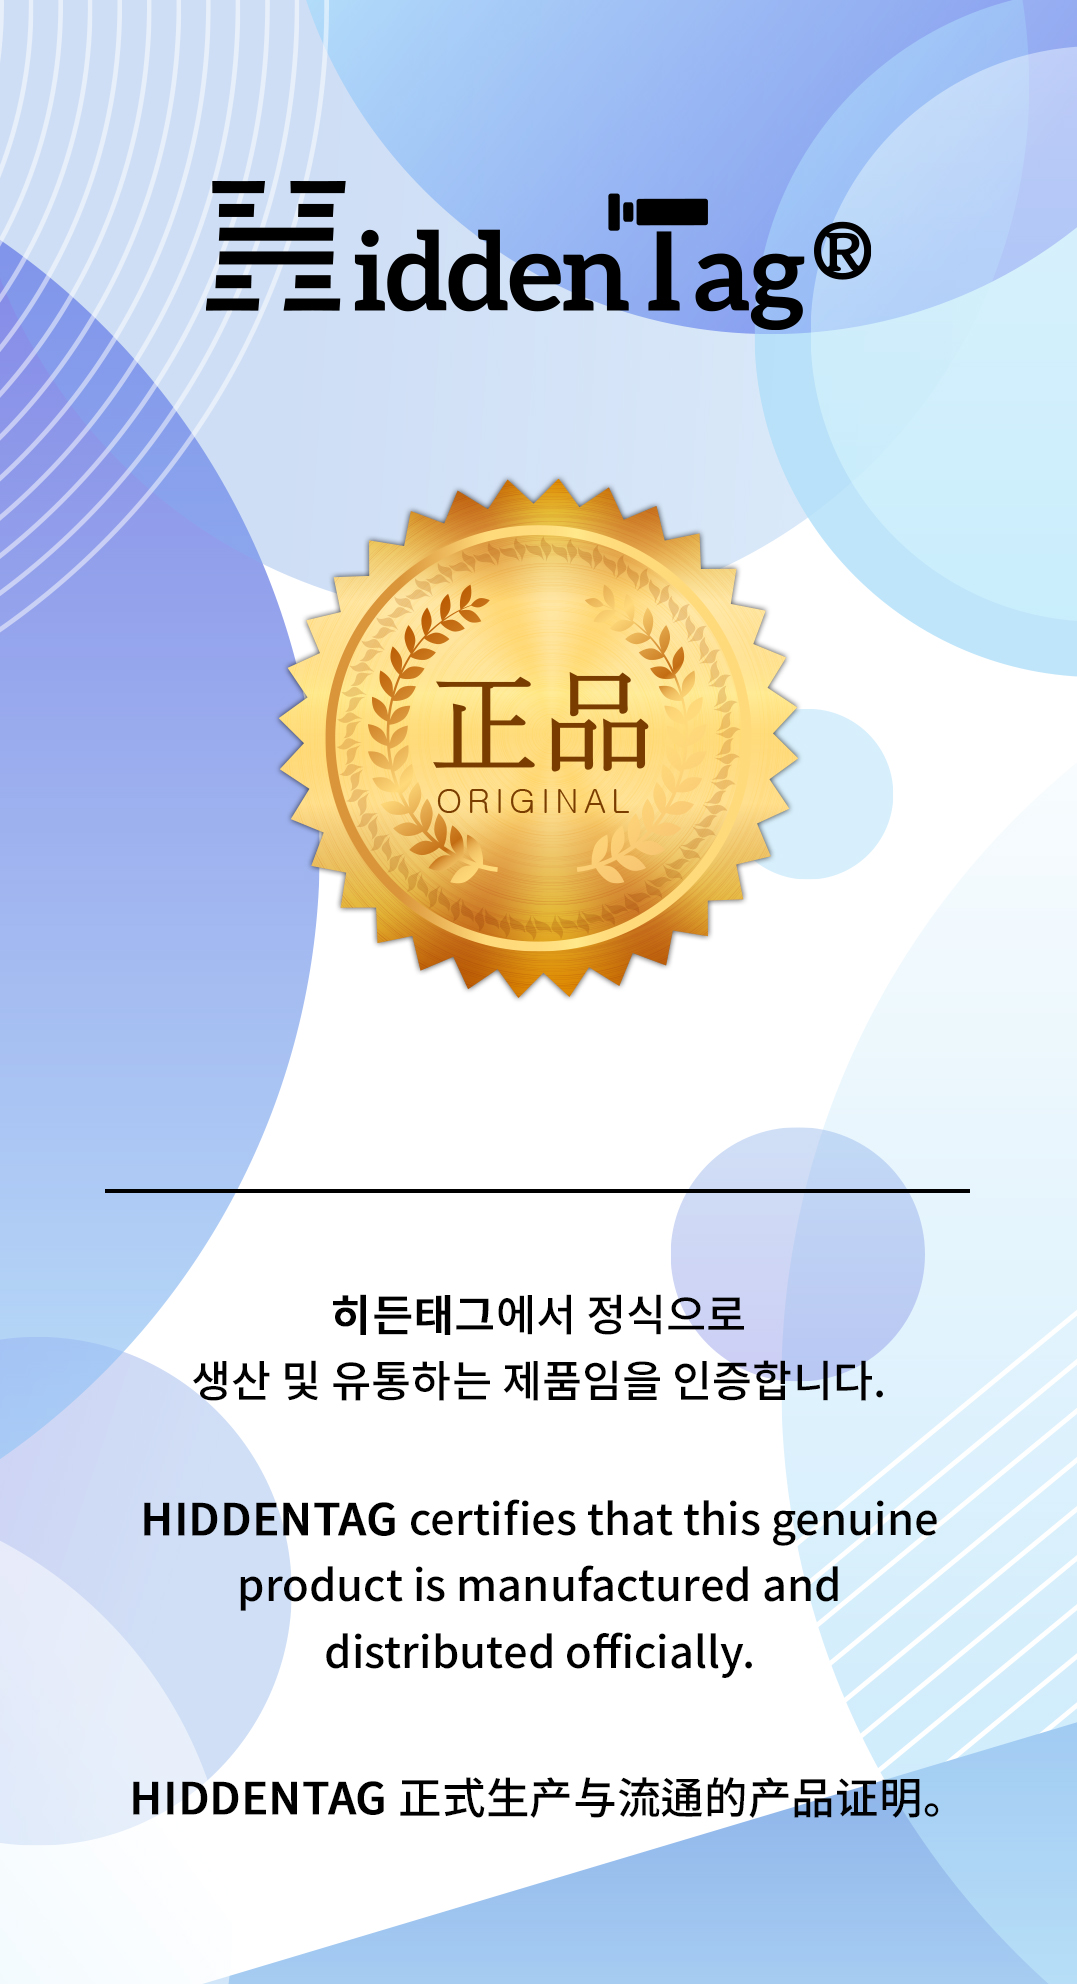 HiddenTag®
正品
ORIGINAL
히든태그에서 정식으로
생산 및 유통하는 제품임을 인증합니다.
HIDDENTAG certifies that this genuine
product is manufactured and
distributed officially.
HIDDENTAG 正式生产与流通的产品证明。